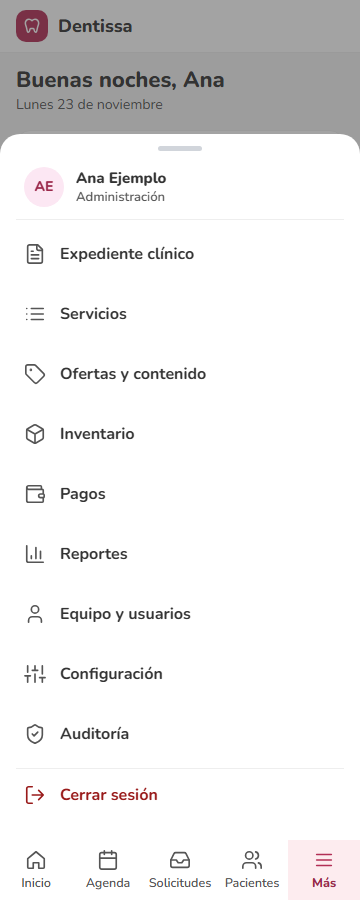 Dentissa
Buenas noches, Ana
Lunes 23 de noviembre
AE
Ana Ejemplo
Administración
Expediente clínico
Servicios
Ofertas y contenido
Inventario
Pagos
Reportes
Equipo y usuarios
Configuración
Auditoría
Cerrar sesión
Inicio
Agenda
Solicitudes
Pacientes
Más